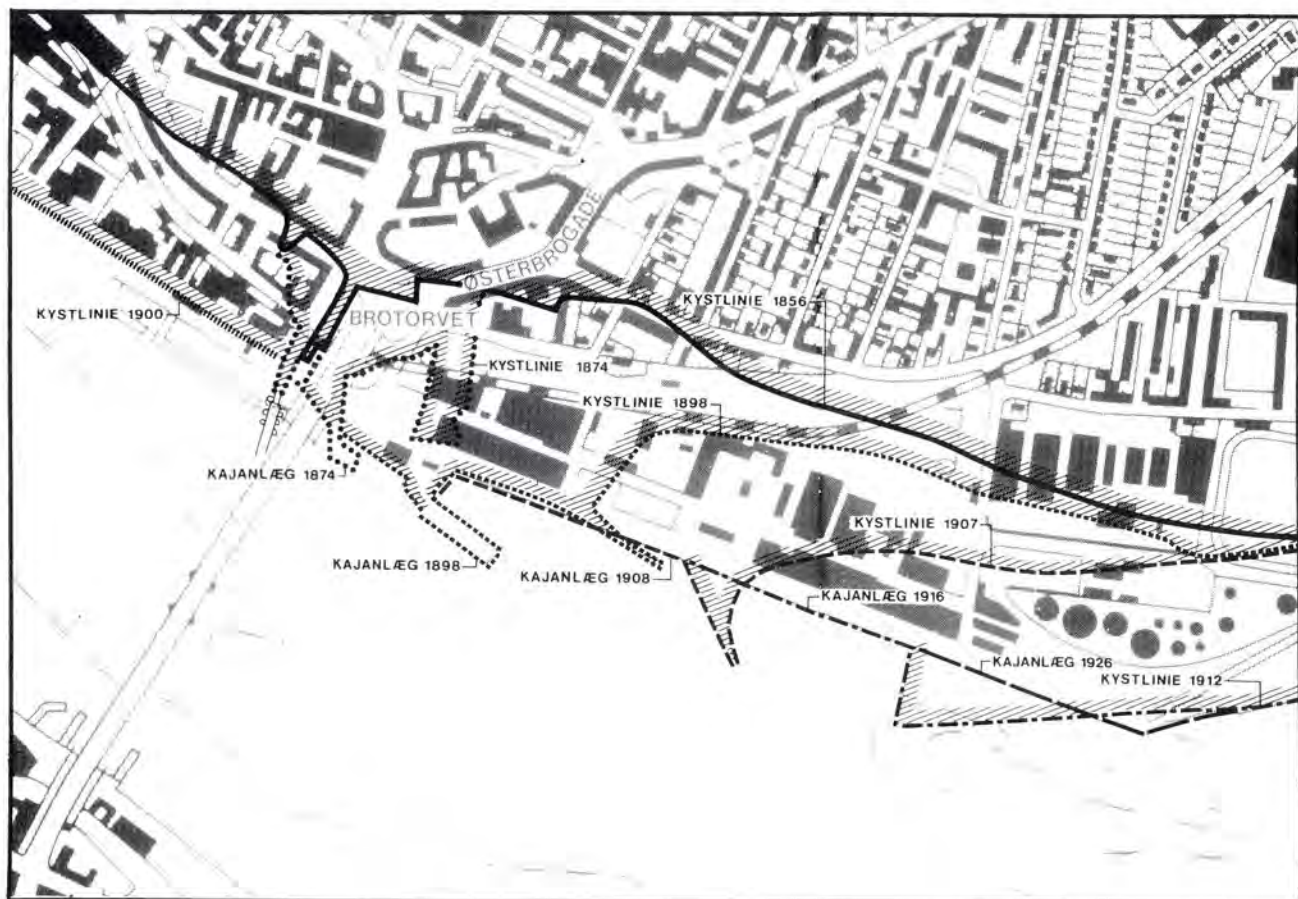 ØSTERBROGADE
KYSTLINIE 1856
KYSTLINIE 1900
BROTORVET
KYSTLINIE 1874
KYSTLINIE 1898
KAJANLÆG 1874
KYSTLINIE 1907
KAJANLÆG 1898
KAJANLÆG 1908
KAJANLÆG 1916
KAJANLÆG 1926
KYSTLINIE 1912